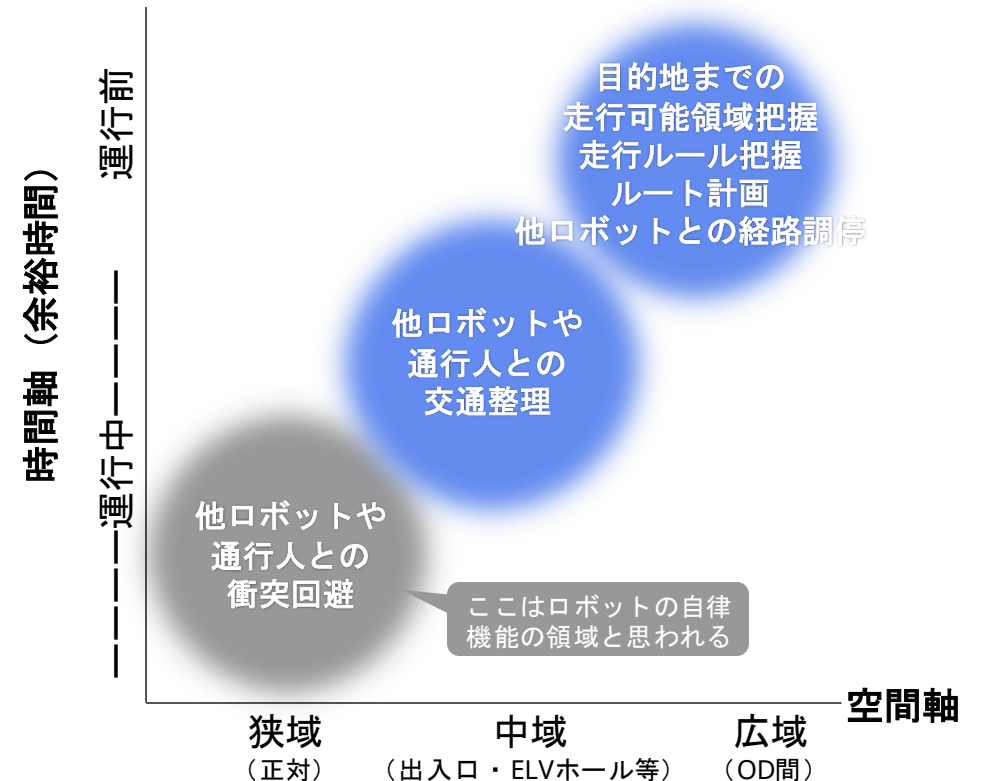 時間軸（余裕時間）
運行前
運行中
目的地までの
走行可能領域把握
走行ルール把握
ルート計画
他ロボットとの経路調停
他ロボットや
通行人との
交通整理
他ロボットや
通行人との
衝突回避
ここはロボットの自律
機能の領域と思われる
空間軸
狭域
（正対）
中域
（出入口・ELVホール等）
広域
（OD間）